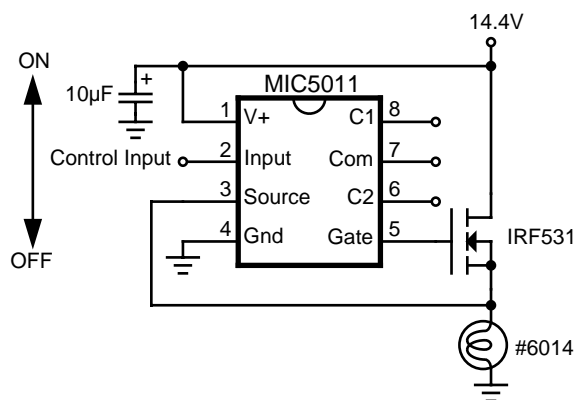 14.4V
ON
10µF
+
MIC5011
1 V+ C1 8
Control Input 2 Input Com 7
3 Source C2 6
4 Gnd Gate 5
IRF531
OFF
#6014